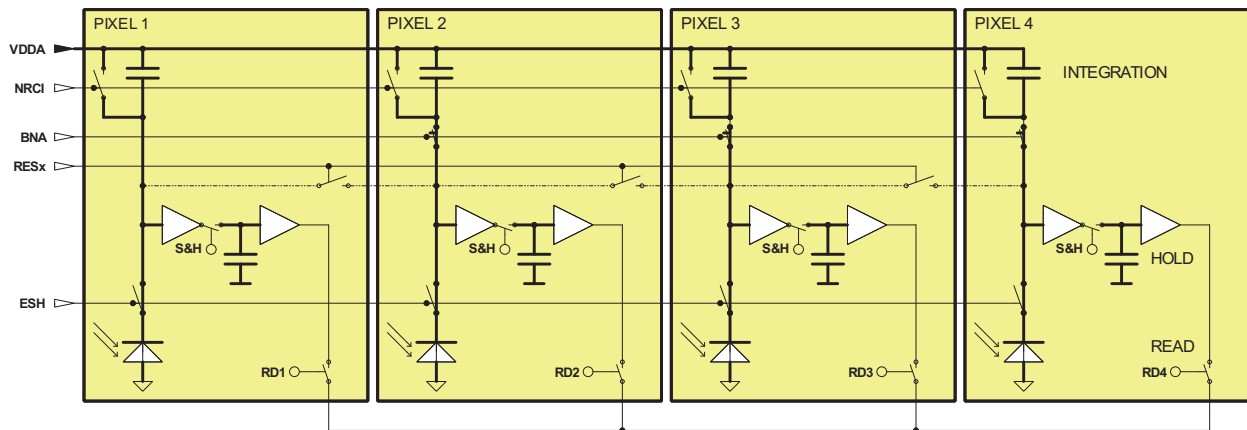 PIXEL 1 PIXEL 2 PIXEL 3 PIXEL 4
VDDA
INTEGRATION
NRCI
BNA
RESx
S&H S&H S&H S&H
HOLD
ESH
READ
RD1 RD2 RD3 RD4